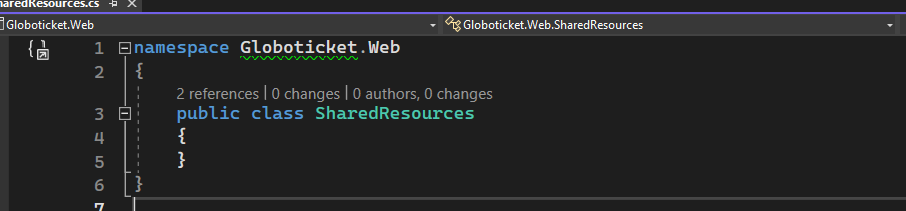 aredResources.cs
Globoticket.Web
Globoticket.Web.SharedResources
1 namespace Globoticket.Web
2 {
2 references | 0 changes | 0 authors, 0 changes
3 public class SharedResources
4 {
5 }
6 }
7